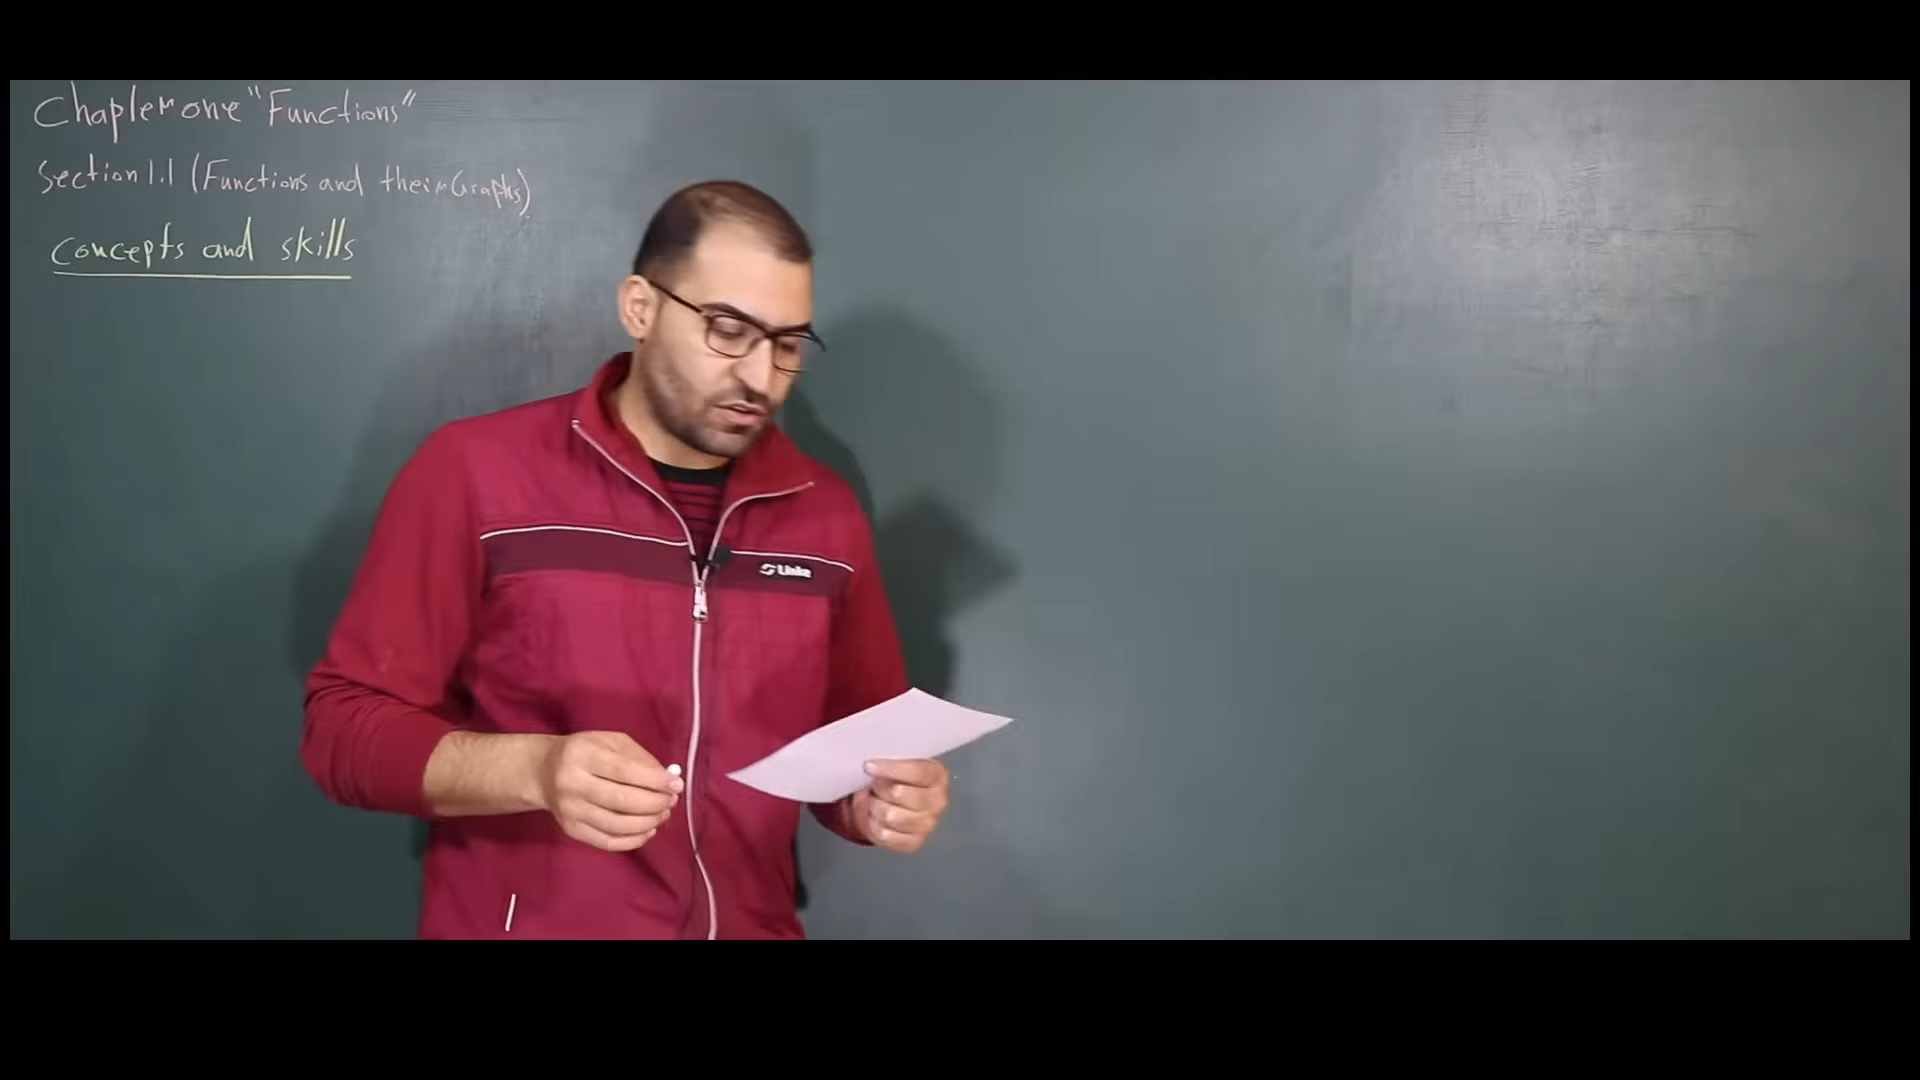 Chapter one "Functions"
Section 1.1 (Functions and their Graphs)
Concepts and skills